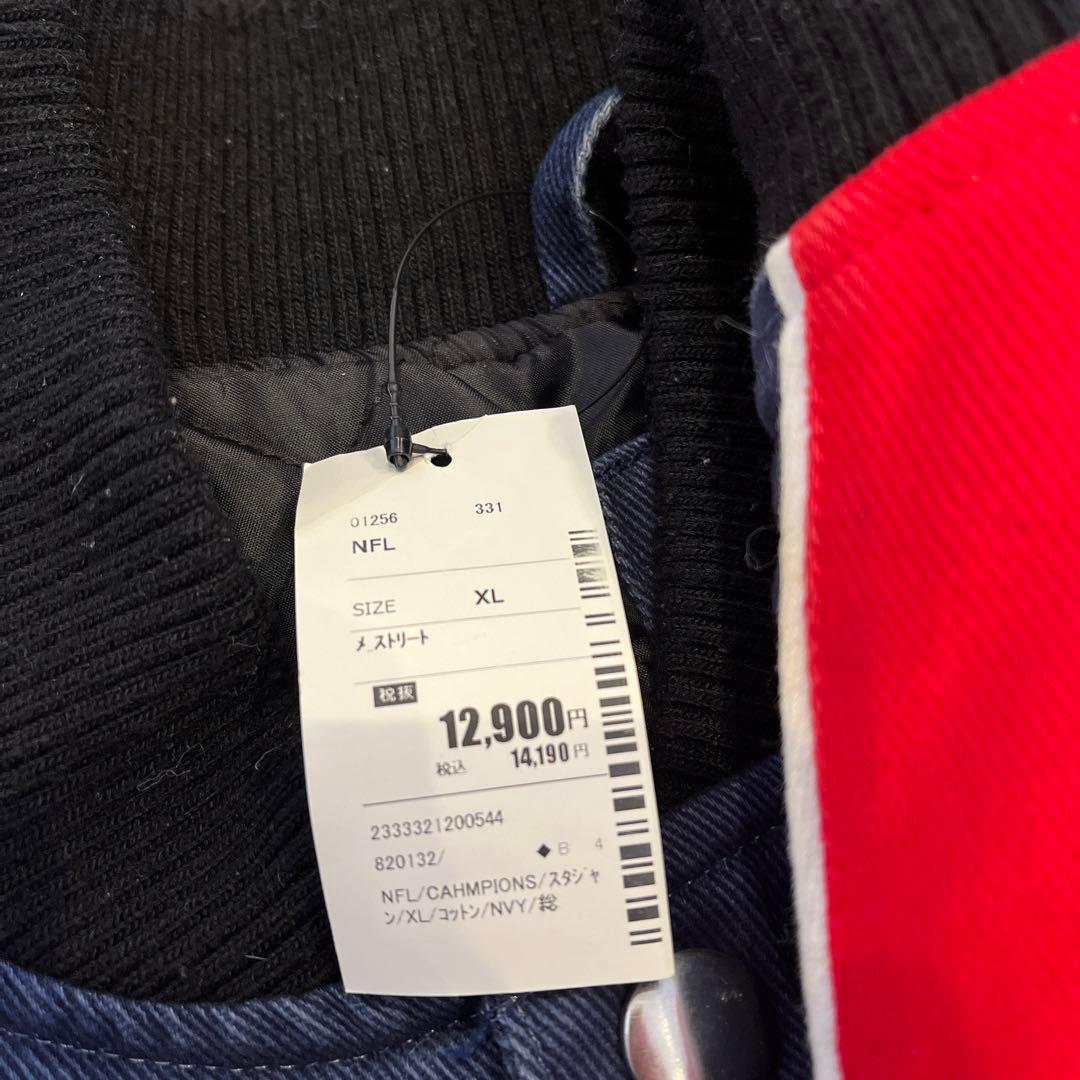 01256 331
NFL
SIZE XL
メ_ストリート
税抜
12,900円
税込 14,190円
2333321200544
820132/ ◆ B 4
NFL/CAHMPIONS/スタジャ
ン/XL/コットン/NVY/総